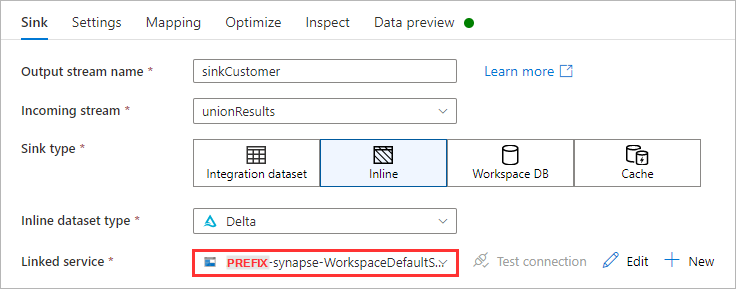 Sink Settings Mapping Optimize Inspect Data preview
Output stream name * sinkCustomer Learn more
Incoming stream * unionResults
Sink type * Integration dataset Inline Workspace DB Cache
Inline dataset type * Delta
Linked service * PREFIX-synapse-WorkspaceDefaultS... Test connection Edit New